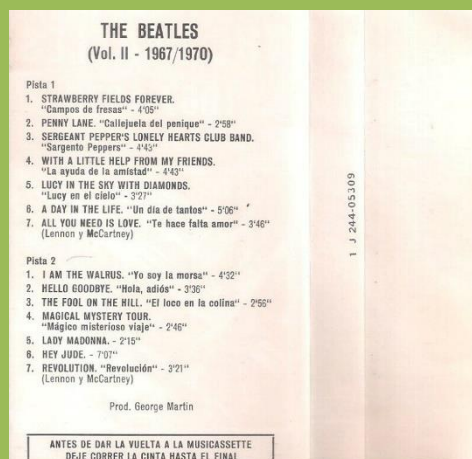 THE BEATLES
(Vol. II - 1967/1970)
Pista 1
1. STRAWBERRY FIELDS FOREVER.
"Campos de fresas" - 4'05"
2. PENNY LANE. "Callejuela del penique" - 2'58"
3. SERGEANT PEPPER'S LONELY HEARTS CLUB BAND.
"Sargento Peppers" - 4'43"
4. WITH A LITTLE HELP FROM MY FRIENDS.
"La ayuda de la amistad" - 4'43"
5. LUCY IN THE SKY WITH DIAMONDS.
"Lucy en el cielo" - 3'27"
6. A DAY IN THE LIFE. "Un día de tantos" - 5'06"
7. ALL YOU NEED IS LOVE. "Te hace falta amor" - 3'46"
(Lennon y McCartney)
Pista 2
1. I AM THE WALRUS. "Yo soy la morsa" - 4'32"
2. HELLO GOODBYE. "Hola, adiós" - 3'36"
3. THE FOOL ON THE HILL. "El loco en la colina" - 2'56"
4. MAGICAL MYSTERY TOUR.
"Mágico misterioso viaje" - 2'46"
5. LADY MADONNA. - 2'15"
6. HEY JUDE. - 7'07"
7. REVOLUTION. "Revolución" - 3'21"
(Lennon y McCartney)
Prod. George Martin
ANTES DE DAR LA VUELTA A LA MUSICASSETTE
DEJE CORRER LA CINTA HASTA EL FINAL
1 J 244-05309